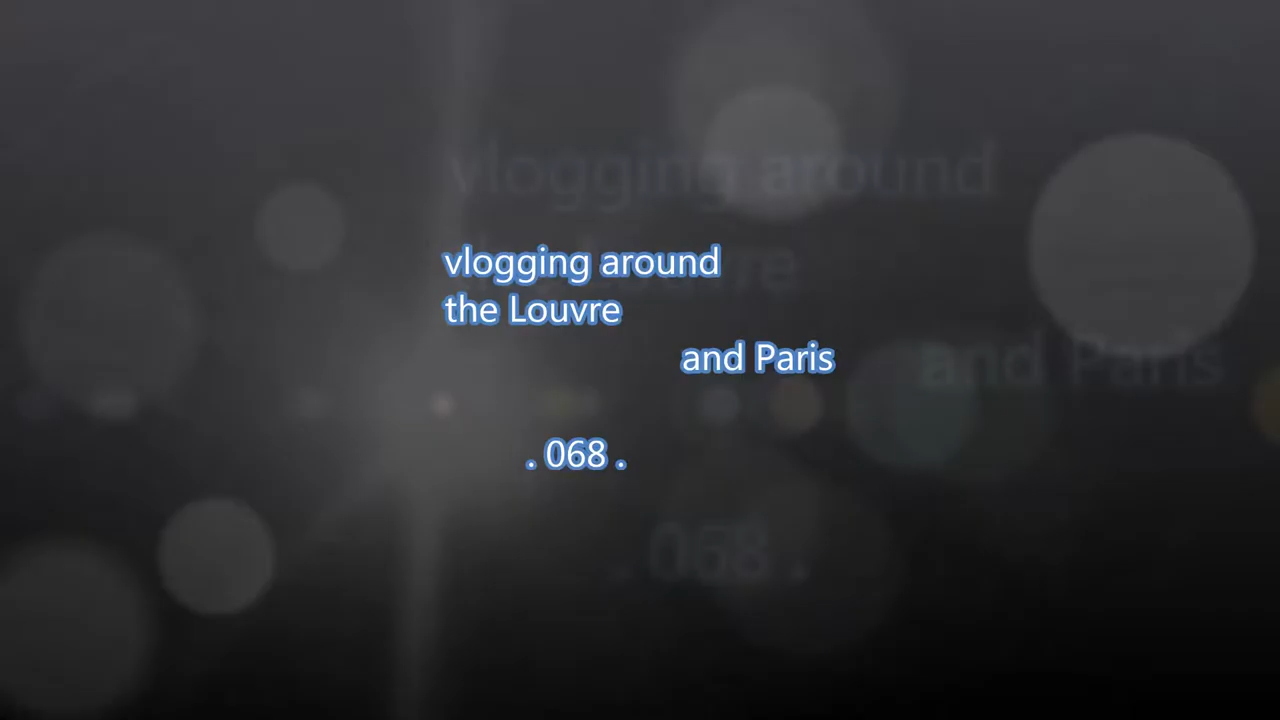 vlogging around
the Louvre
and Paris
. 068 .